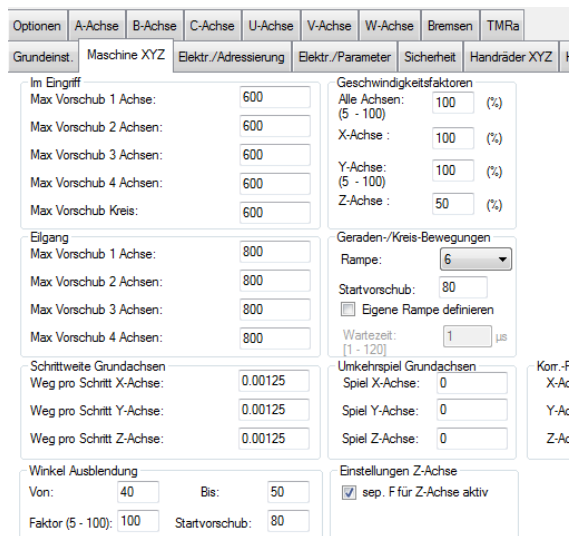 Optionen A-Achse B-Achse C-Achse U-Achse V-Achse W-Achse Bremsen TMRa
Grundeinst. Maschine XYZ Elektr./Adressierung Elektr./Parameter Sicherheit Handräder XYZ
Im Eingriff
Max Vorschub 1 Achse: 600
Max Vorschub 2 Achsen: 600
Max Vorschub 3 Achsen: 600
Max Vorschub 4 Achsen: 600
Max Vorschub Kreis: 600
Geschwindigkeitsfaktoren
Alle Achsen: 100 (%)
(5 - 100)
X-Achse : 100 (%)
Y-Achse: 100 (%)
(5 - 100)
Z-Achse : 50 (%)
Eilgang
Max Vorschub 1 Achse: 800
Max Vorschub 2 Achsen: 800
Max Vorschub 3 Achsen: 800
Max Vorschub 4 Achsen: 800
Geraden-/Kreis-Bewegungen
Rampe: 6
Startvorschub: 80
Eigene Rampe definieren
Wartezeit: 1 µs
[1 - 120]
Schrittweite Grundachsen
Weg pro Schritt X-Achse: 0.00125
Weg pro Schritt Y-Achse: 0.00125
Weg pro Schritt Z-Achse: 0.00125
Umkehrspiel Grundachsen
Spiel X-Achse: 0
Spiel Y-Achse: 0
Spiel Z-Achse: 0
Korr.-
X-A
Y-A
Z-A
Winkel Ausblendung
Von: 40 Bis: 50
Faktor (5 - 100): 100 Startvorschub: 80
Einstellungen Z-Achse
sep. F für Z-Achse aktiv